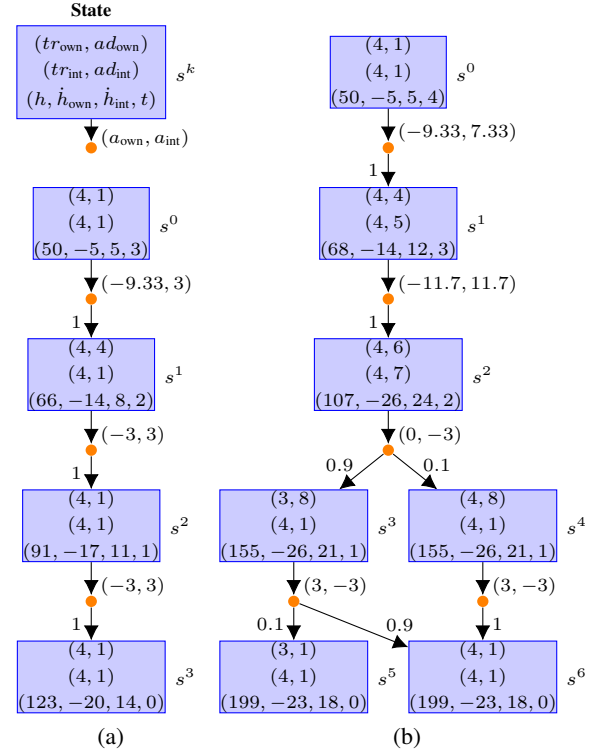 State
(tr_own, ad_own)
(tr_int, ad_int)
(h, ḣ_own, ḣ_int, t)
s^k
(a_own, a_int)
(4, 1)
(4, 1)
(50, −5, 5, 3)
s^0
(−9.33, 3)
1
(4, 4)
(4, 1)
(66, −14, 8, 2)
s^1
(−3, 3)
1
(4, 1)
(4, 1)
(91, −17, 11, 1)
s^2
(−3, 3)
1
(4, 1)
(4, 1)
(123, −20, 14, 0)
s^3
(a)
(4, 1)
(4, 1)
(50, −5, 5, 4)
s^0
(−9.33, 7.33)
1
(4, 4)
(4, 5)
(68, −14, 12, 3)
s^1
(−11.7, 11.7)
1
(4, 6)
(4, 7)
(107, −26, 24, 2)
s^2
(0, −3)
0.9
0.1
(3, 8)
(4, 1)
(155, −26, 21, 1)
s^3
(4, 8)
(4, 1)
(155, −26, 21, 1)
s^4
(3, −3)
(3, −3)
0.1
0.9
1
(3, 1)
(4, 1)
(199, −23, 18, 0)
s^5
(4, 1)
(4, 1)
(199, −23, 18, 0)
s^6
(b)